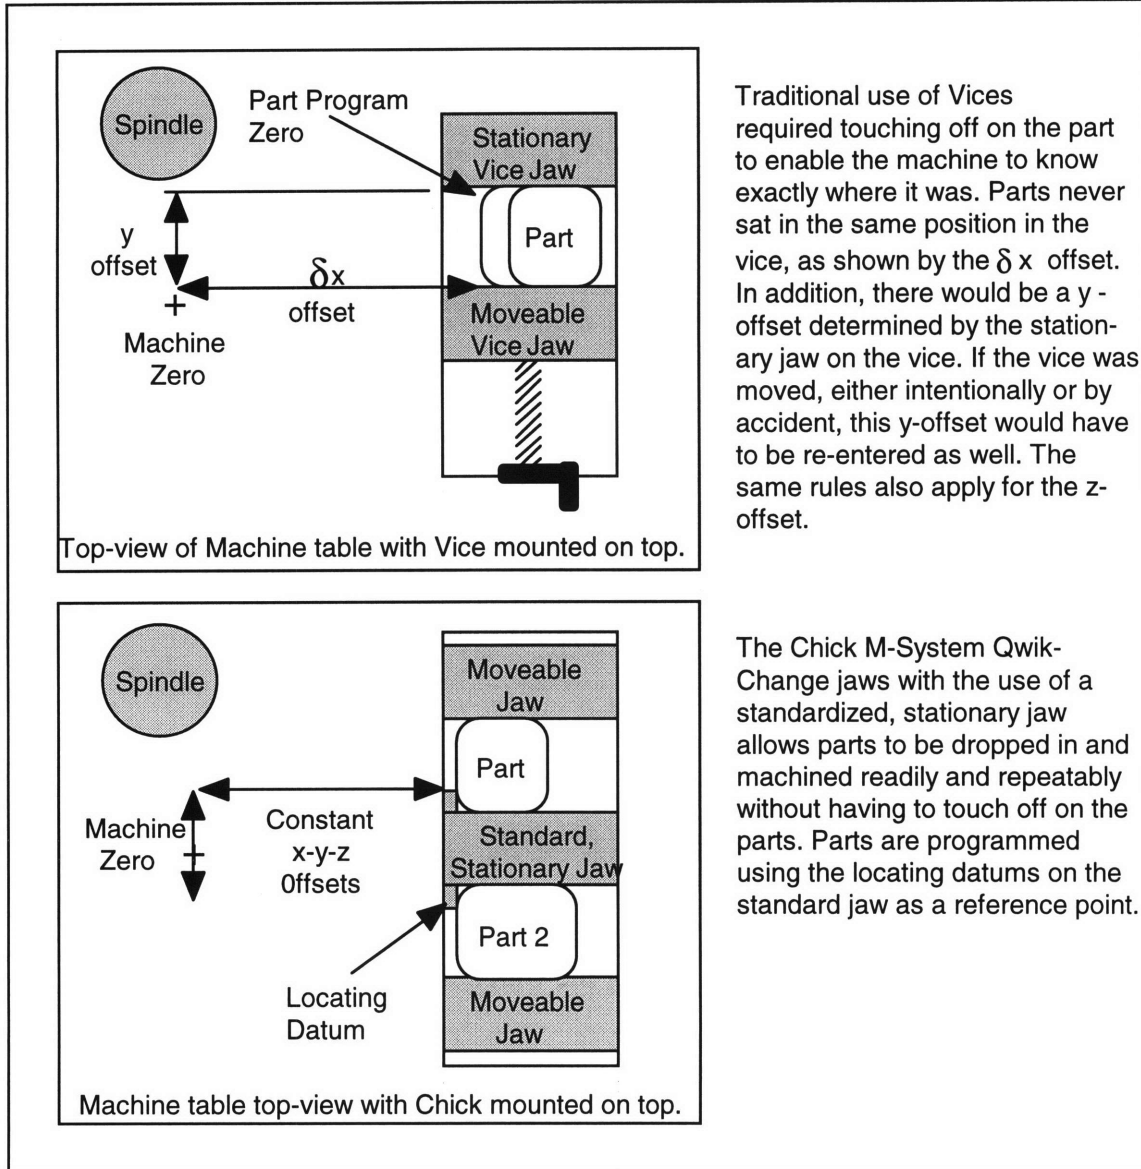 Spindle
Part Program
Zero
Stationary
Vice Jaw
Part
y
offset
δx
offset
Machine
Zero
Moveable
Vice Jaw
Top-view of Machine table with Vice mounted on top.
Traditional use of Vices
required touching off on the part
to enable the machine to know
exactly where it was. Parts never
sat in the same position in the
vice, as shown by the δ x offset.
In addition, there would be a y -
offset determined by the station-
ary jaw on the vice. If the vice was
moved, either intentionally or by
accident, this y-offset would have
to be re-entered as well. The
same rules also apply for the z-
offset.
Spindle
Moveable
Jaw
Part
Machine
Zero
Constant
x-y-z
Offsets
Standard,
Stationary Jaw
Part 2
Locating
Datum
Moveable
Jaw
Machine table top-view with Chick mounted on top.
The Chick M-System Qwik-
Change jaws with the use of a
standardized, stationary jaw
allows parts to be dropped in and
machined readily and repeatably
without having to touch off on the
parts. Parts are programmed
using the locating datums on the
standard jaw as a reference point.